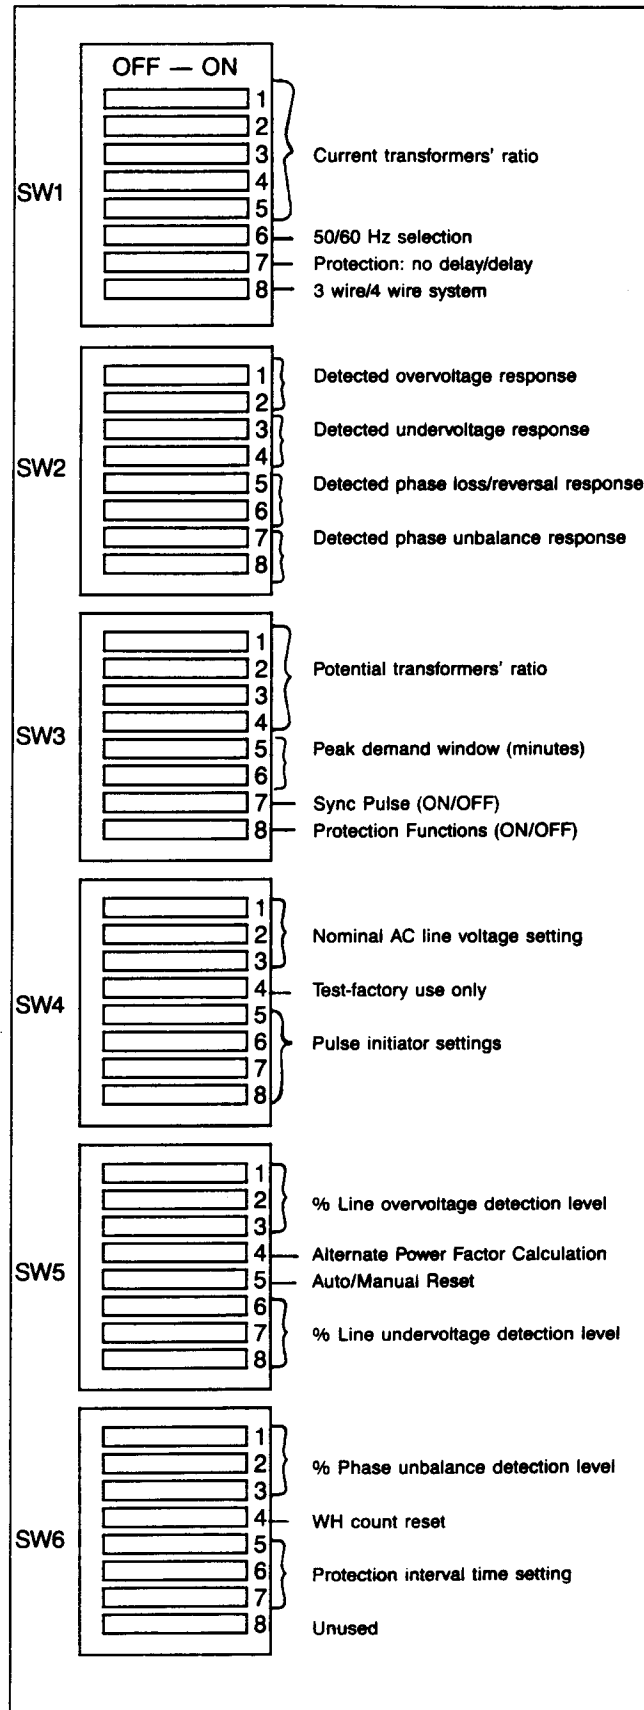 OFF — ON
SW1
1
2
3
4
5
Current transformers' ratio
6 50/60 Hz selection
7 Protection: no delay/delay
8 3 wire/4 wire system
SW2
1
2
Detected overvoltage response
3
4
Detected undervoltage response
5
6
Detected phase loss/reversal response
7
8
Detected phase unbalance response
SW3
1
2
3
4
Potential transformers' ratio
5
6
Peak demand window (minutes)
7 Sync Pulse (ON/OFF)
8 Protection Functions (ON/OFF)
SW4
1
2
3
Nominal AC line voltage setting
4 Test-factory use only
5
6
7
8
Pulse initiator settings
SW5
1
2
3
% Line overvoltage detection level
4 Alternate Power Factor Calculation
5 Auto/Manual Reset
6
7
8
% Line undervoltage detection level
SW6
1
2
3
% Phase unbalance detection level
4 WH count reset
5
6
7
Protection interval time setting
8 Unused